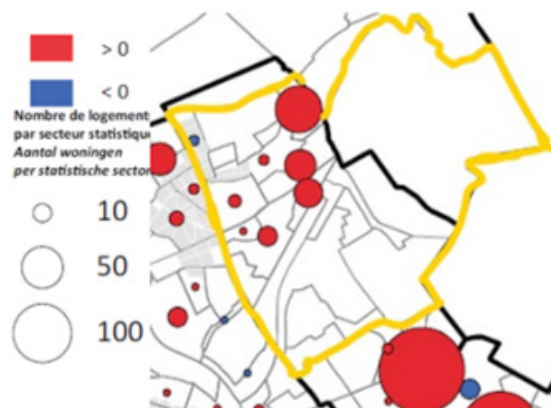 > 0
< 0
Nombre de logement
par secteur statistiqu
Aantal woningen
per statistische sector
10
50
100